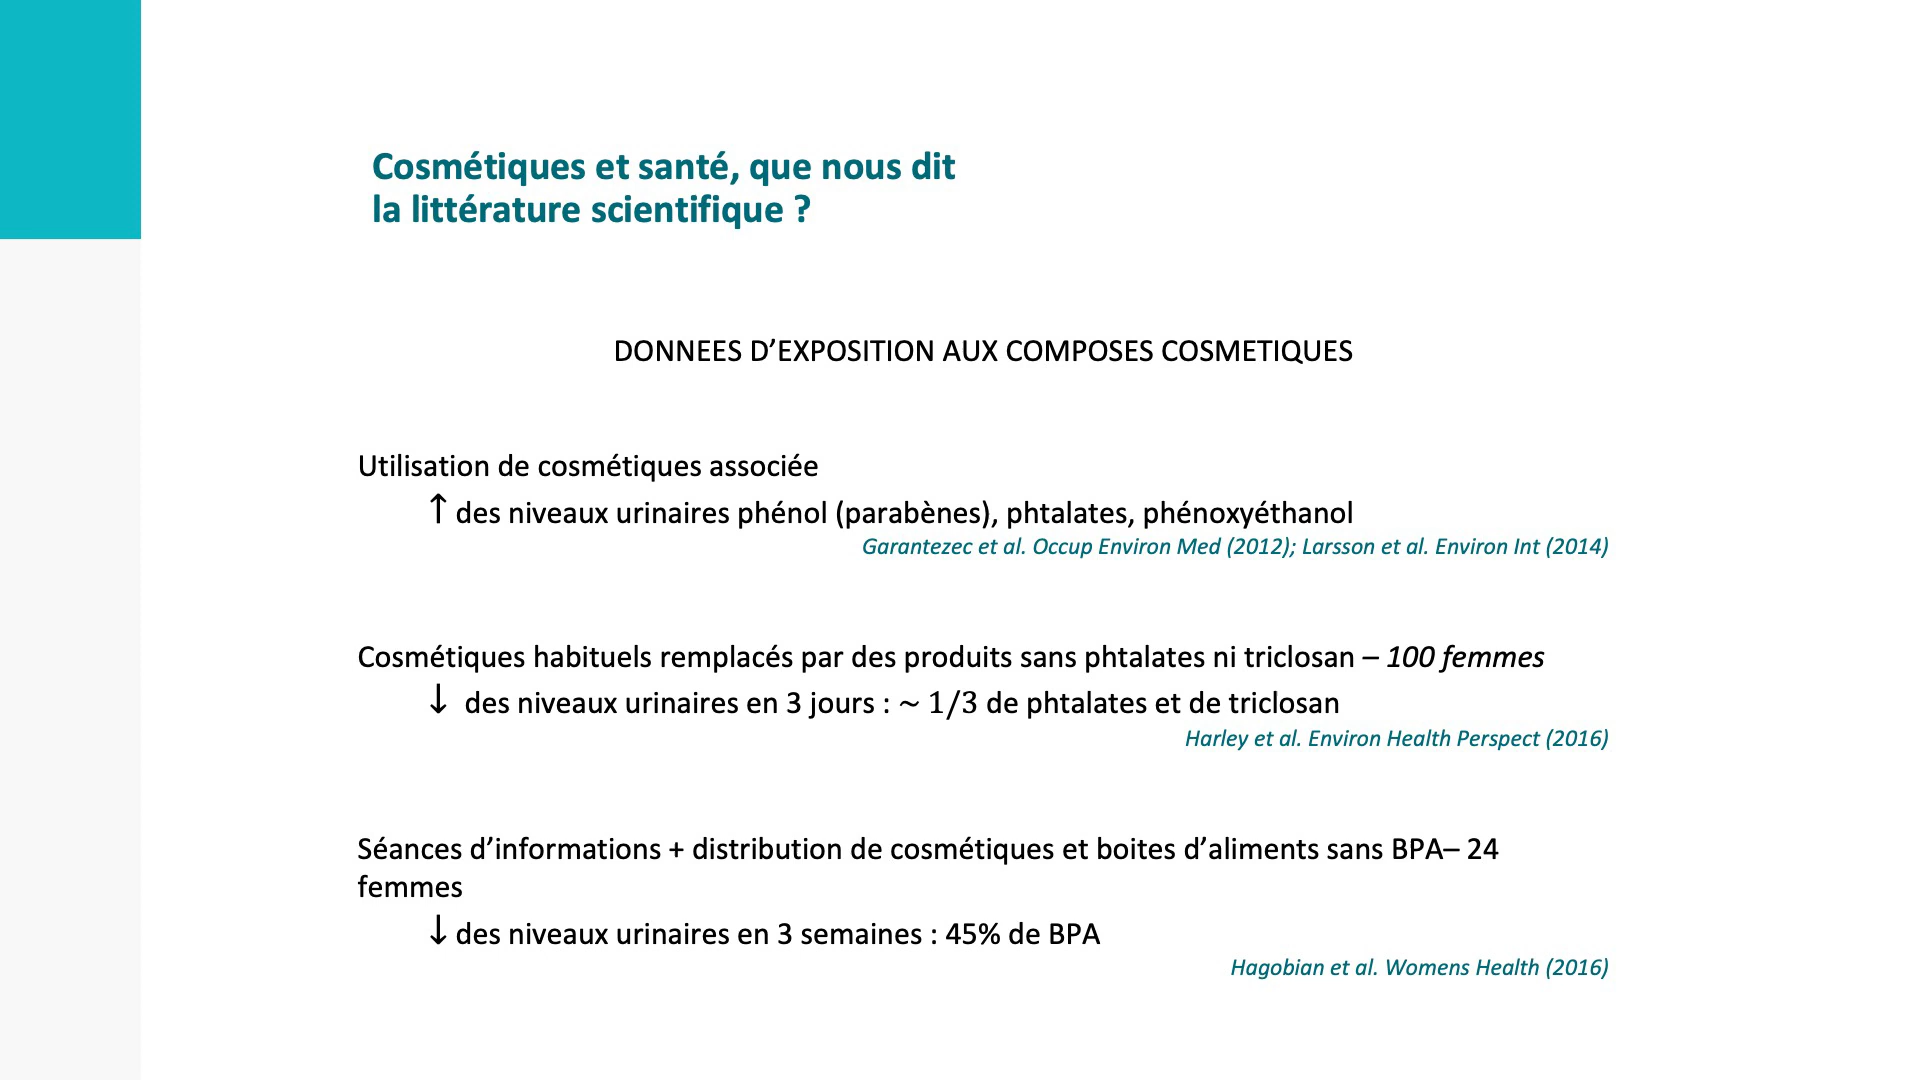 Cosmétiques et santé, que nous dit
la littérature scientifique ?
DONNEES D’EXPOSITION AUX COMPOSES COSMETIQUES
Utilisation de cosmétiques associée
↑ des niveaux urinaires phénol (parabènes), phtalates, phénoxyéthanol
Garantezec et al. Occup Environ Med (2012); Larsson et al. Environ Int (2014)
Cosmétiques habituels remplacés par des produits sans phtalates ni triclosan – 100 femmes
↓ des niveaux urinaires en 3 jours : ~ 1/3 de phtalates et de triclosan
Harley et al. Environ Health Perspect (2016)
Séances d’informations + distribution de cosmétiques et boites d’aliments sans BPA– 24
femmes
↓ des niveaux urinaires en 3 semaines : 45% de BPA
Hagobian et al. Womens Health (2016)